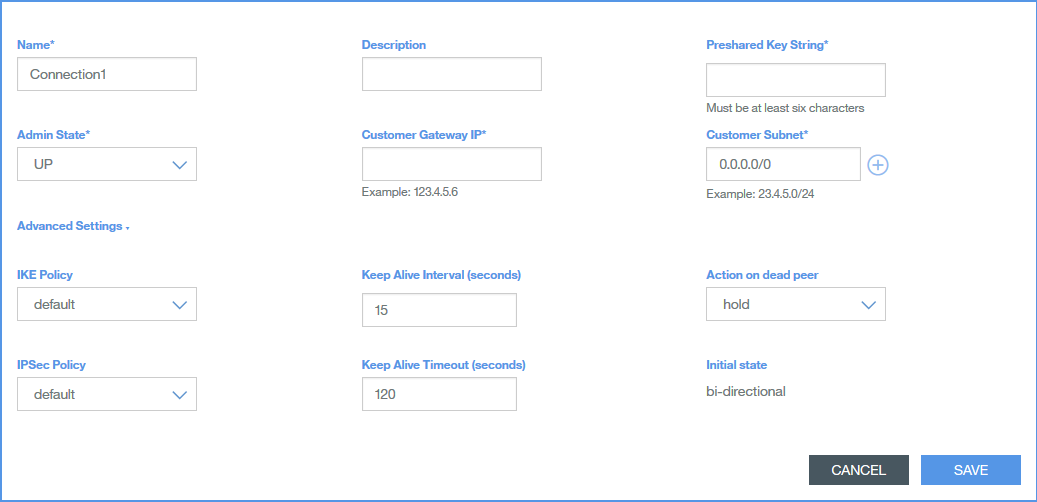 Name*
Description
Preshared Key String*
Connection1
Must be at least six characters
Admin State*
Customer Gateway IP*
Customer Subnet*
UP
0.0.0.0/0
Example: 123.4.5.6
Example: 23.4.5.0/24
Advanced Settings
IKE Policy
Keep Alive Interval (seconds)
Action on dead peer
default
15
hold
IPSec Policy
Keep Alive Timeout (seconds)
Initial state
default
120
bi-directional
CANCEL
SAVE